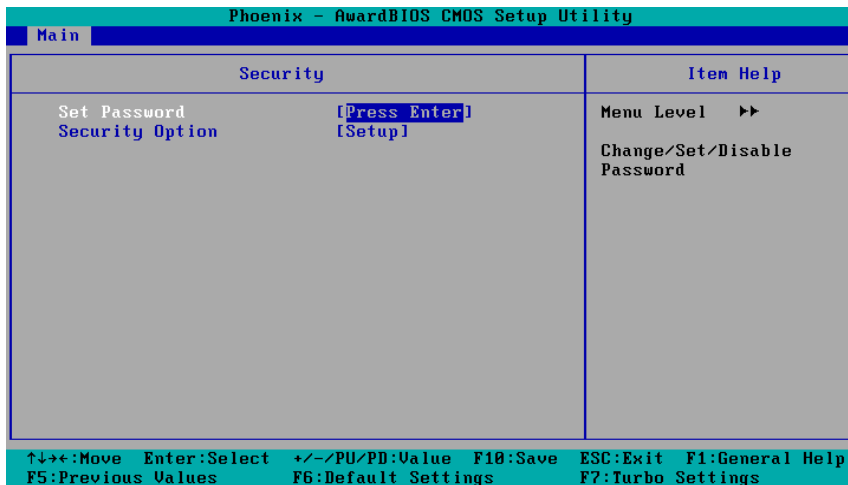 Phoenix - AwardBIOS CMOS Setup Utility
Main
Security
Item Help
Set Password [Press Enter]
Security Option [Setup]
Menu Level ▶▶
Change/Set/Disable
Password
↑↓→←:Move Enter:Select +/-/PU/PD:Value F10:Save ESC:Exit F1:General Help
F5:Previous Values F6:Default Settings F7:Turbo Settings